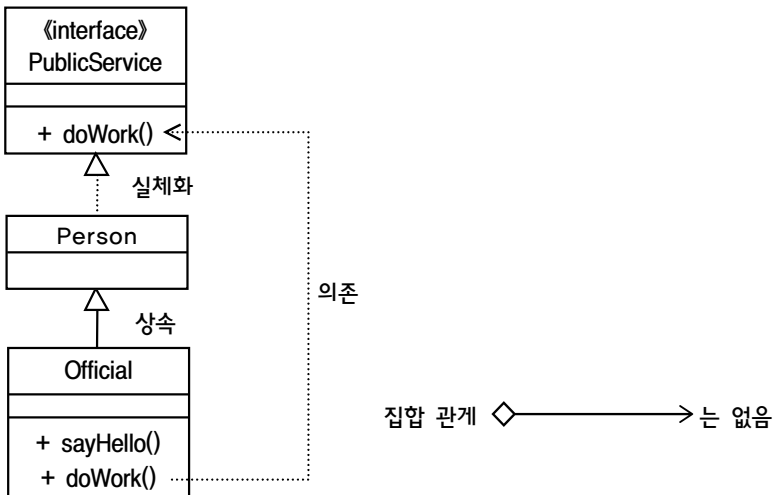 《interface》
PublicService
+ doWork()
실체화
Person
의존
상속
Official
집합 관게 는 없음
+ sayHello()
+ doWork()